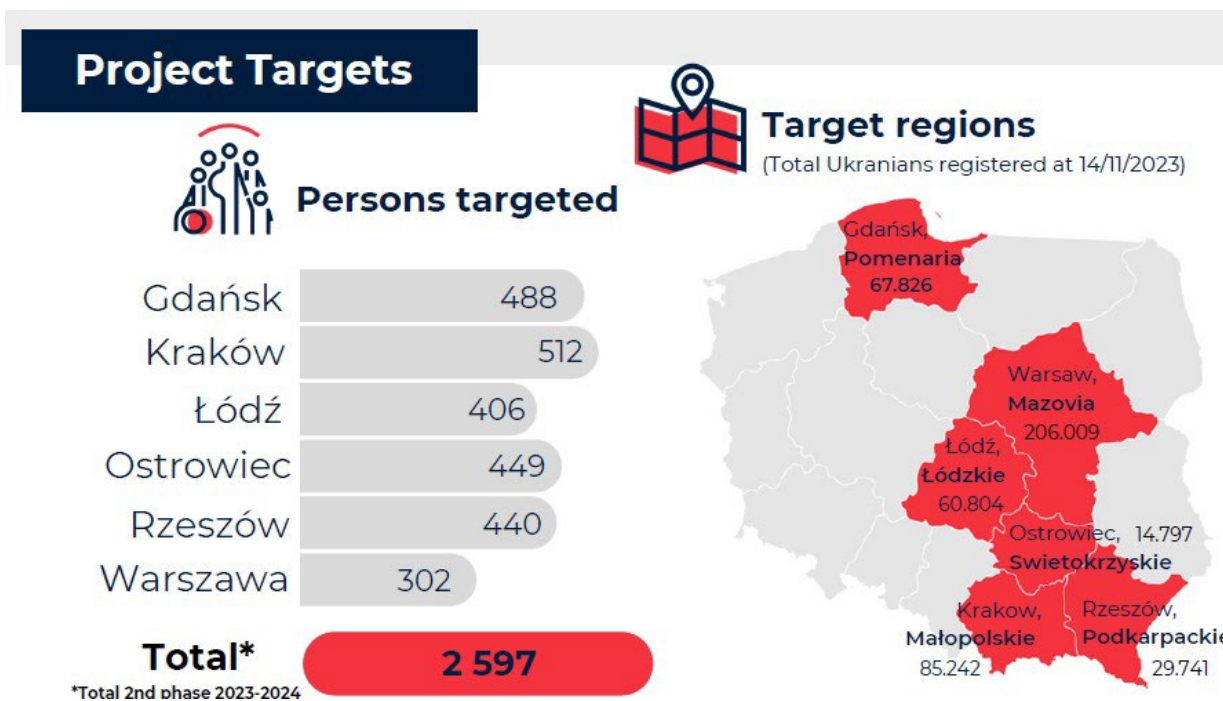 Project Targets
Persons targeted
Gdańsk 488
Kraków 512
Łódź 406
Ostrowiec 449
Rzeszów 440
Warszawa 302
Total* 2 597
*Total 2nd phase 2023-2024
Target regions
(Total Ukranians registered at 14/11/2023)
Gdańsk,
Pomenaria
67.826
Warsaw,
Mazovia
206.009
Łódź,
Łódzkie
60.804
Ostrowiec, 14.797
Swietokrzyskie
Krakow,
Małopolskie
85.242
Rzeszów,
Podkarpackie
29.741